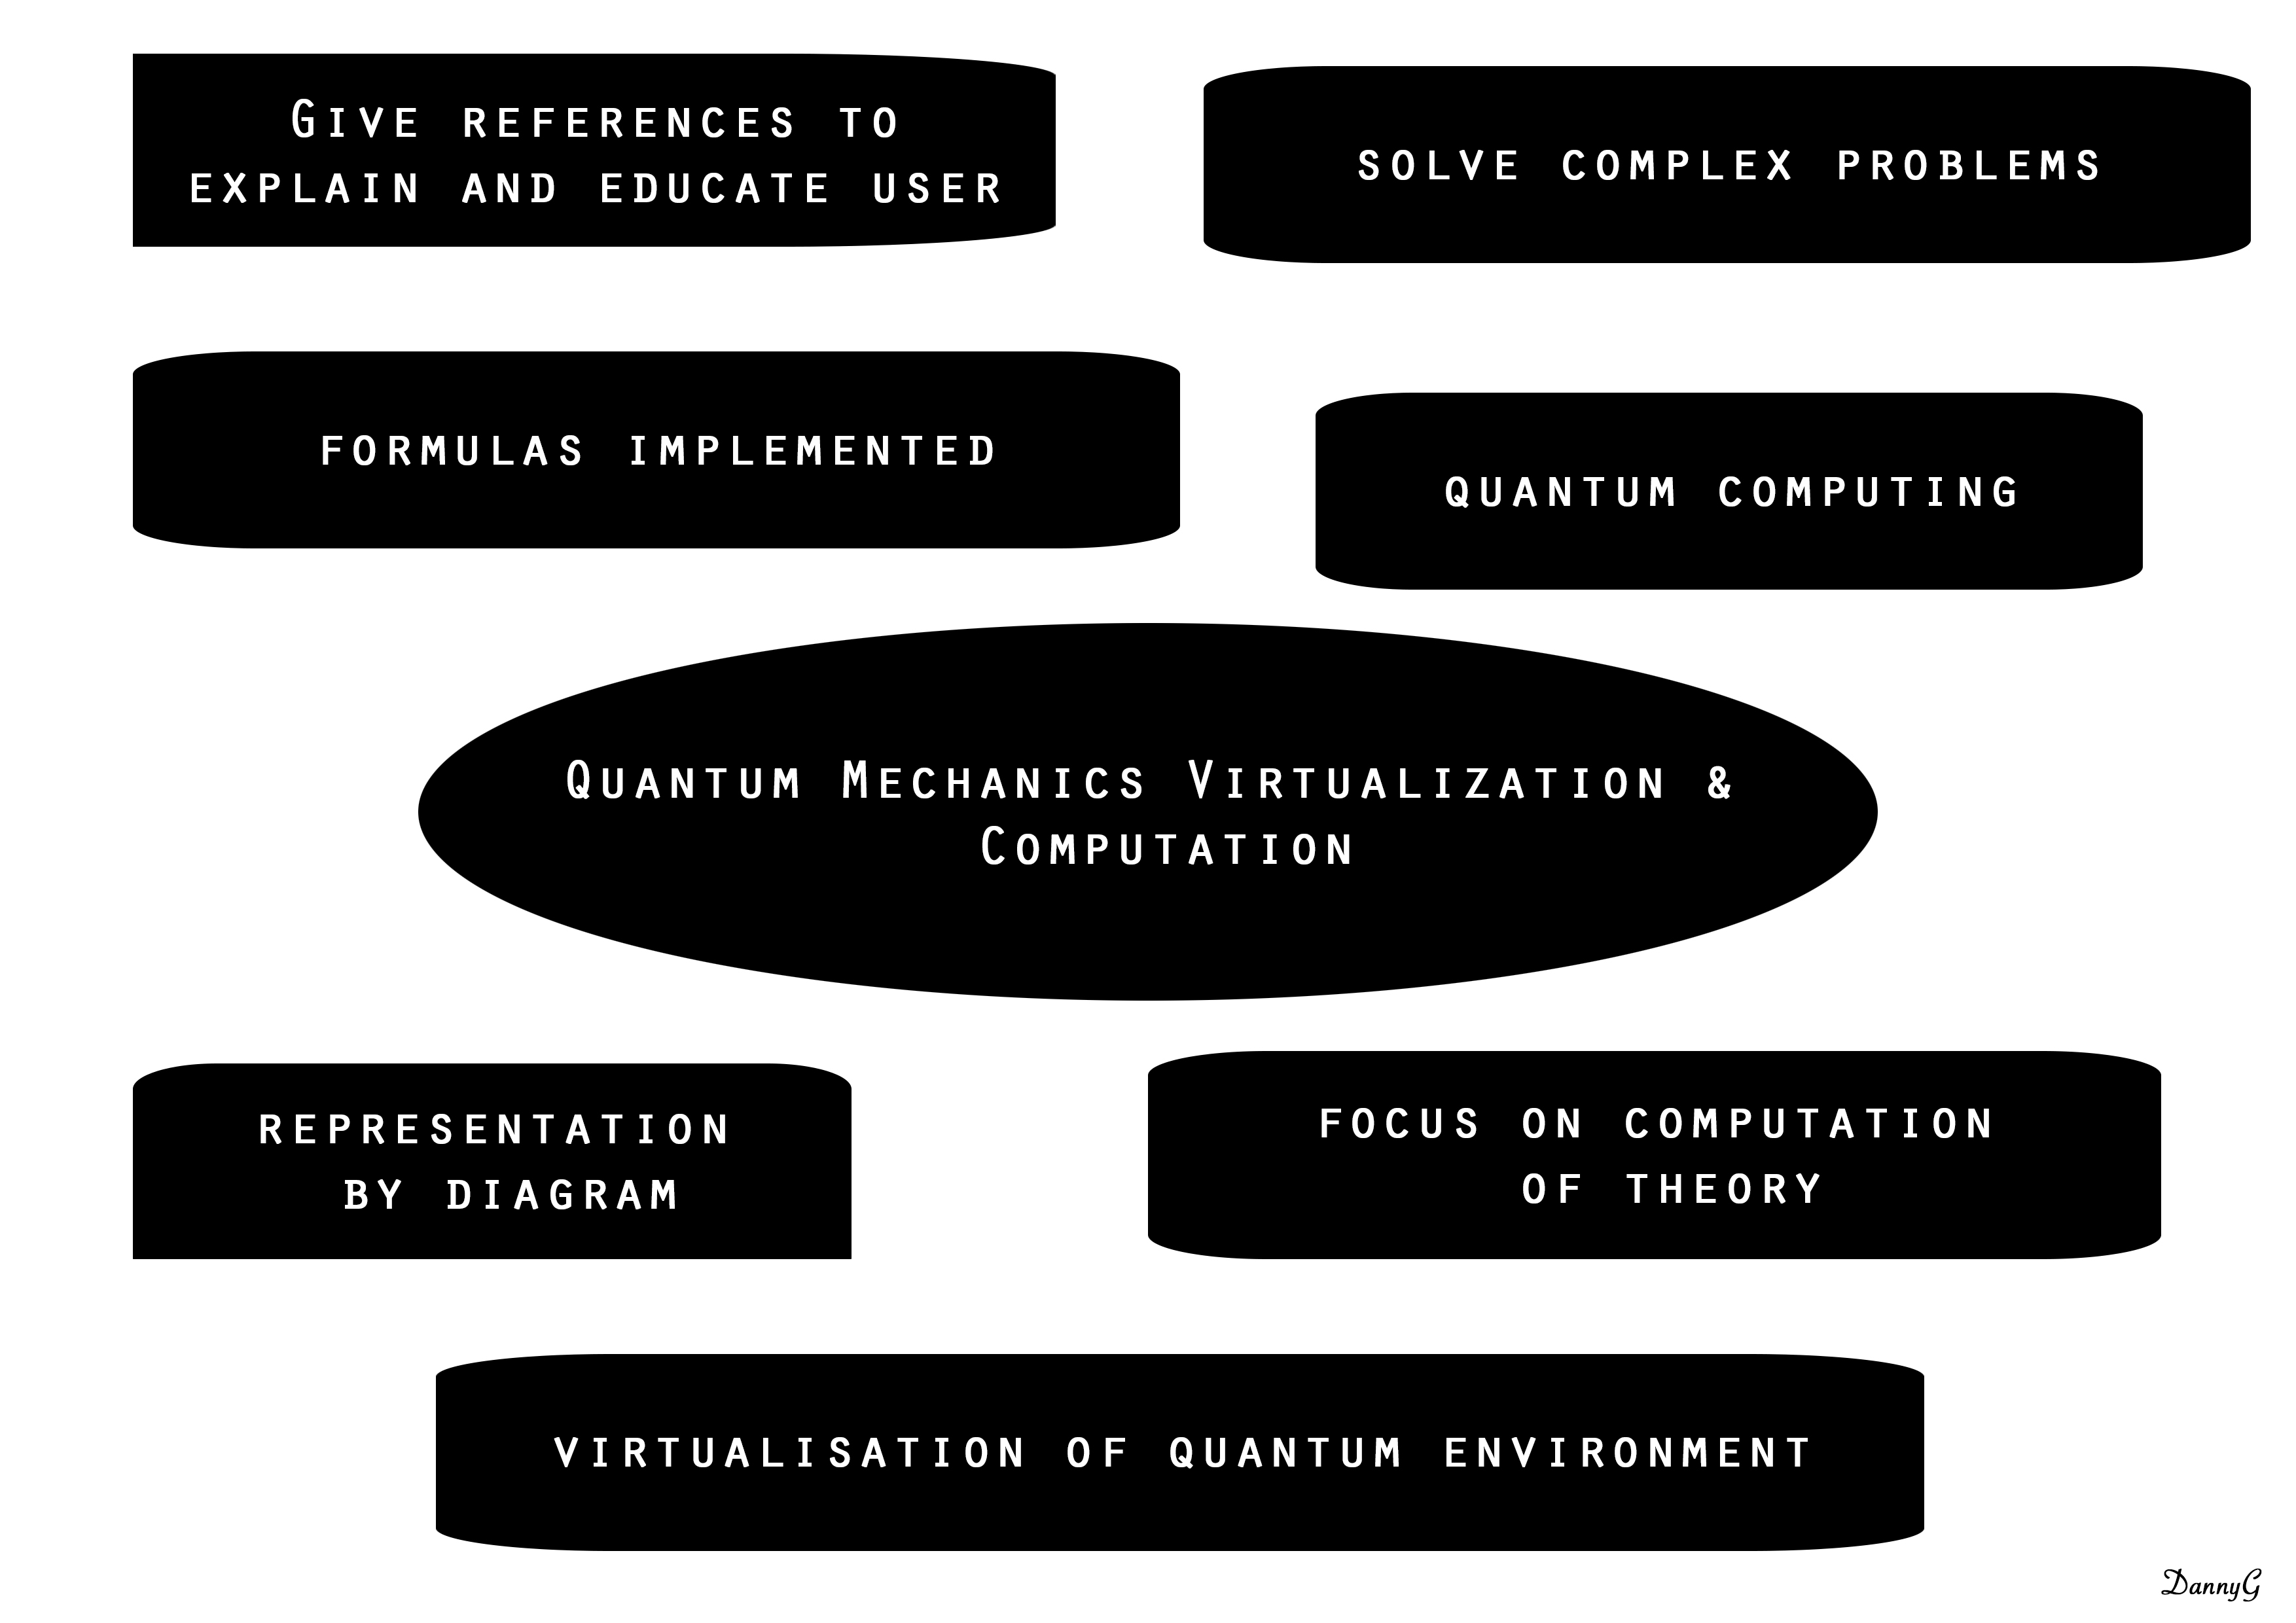 Give references to
explain and educate user
solve complex problems
formulas implemented
quantum computing
Quantum Mechanics Virtualization &
Computation
representation
by diagram
focus on computation
of theory
virtualisation of quantum environment
DannyG